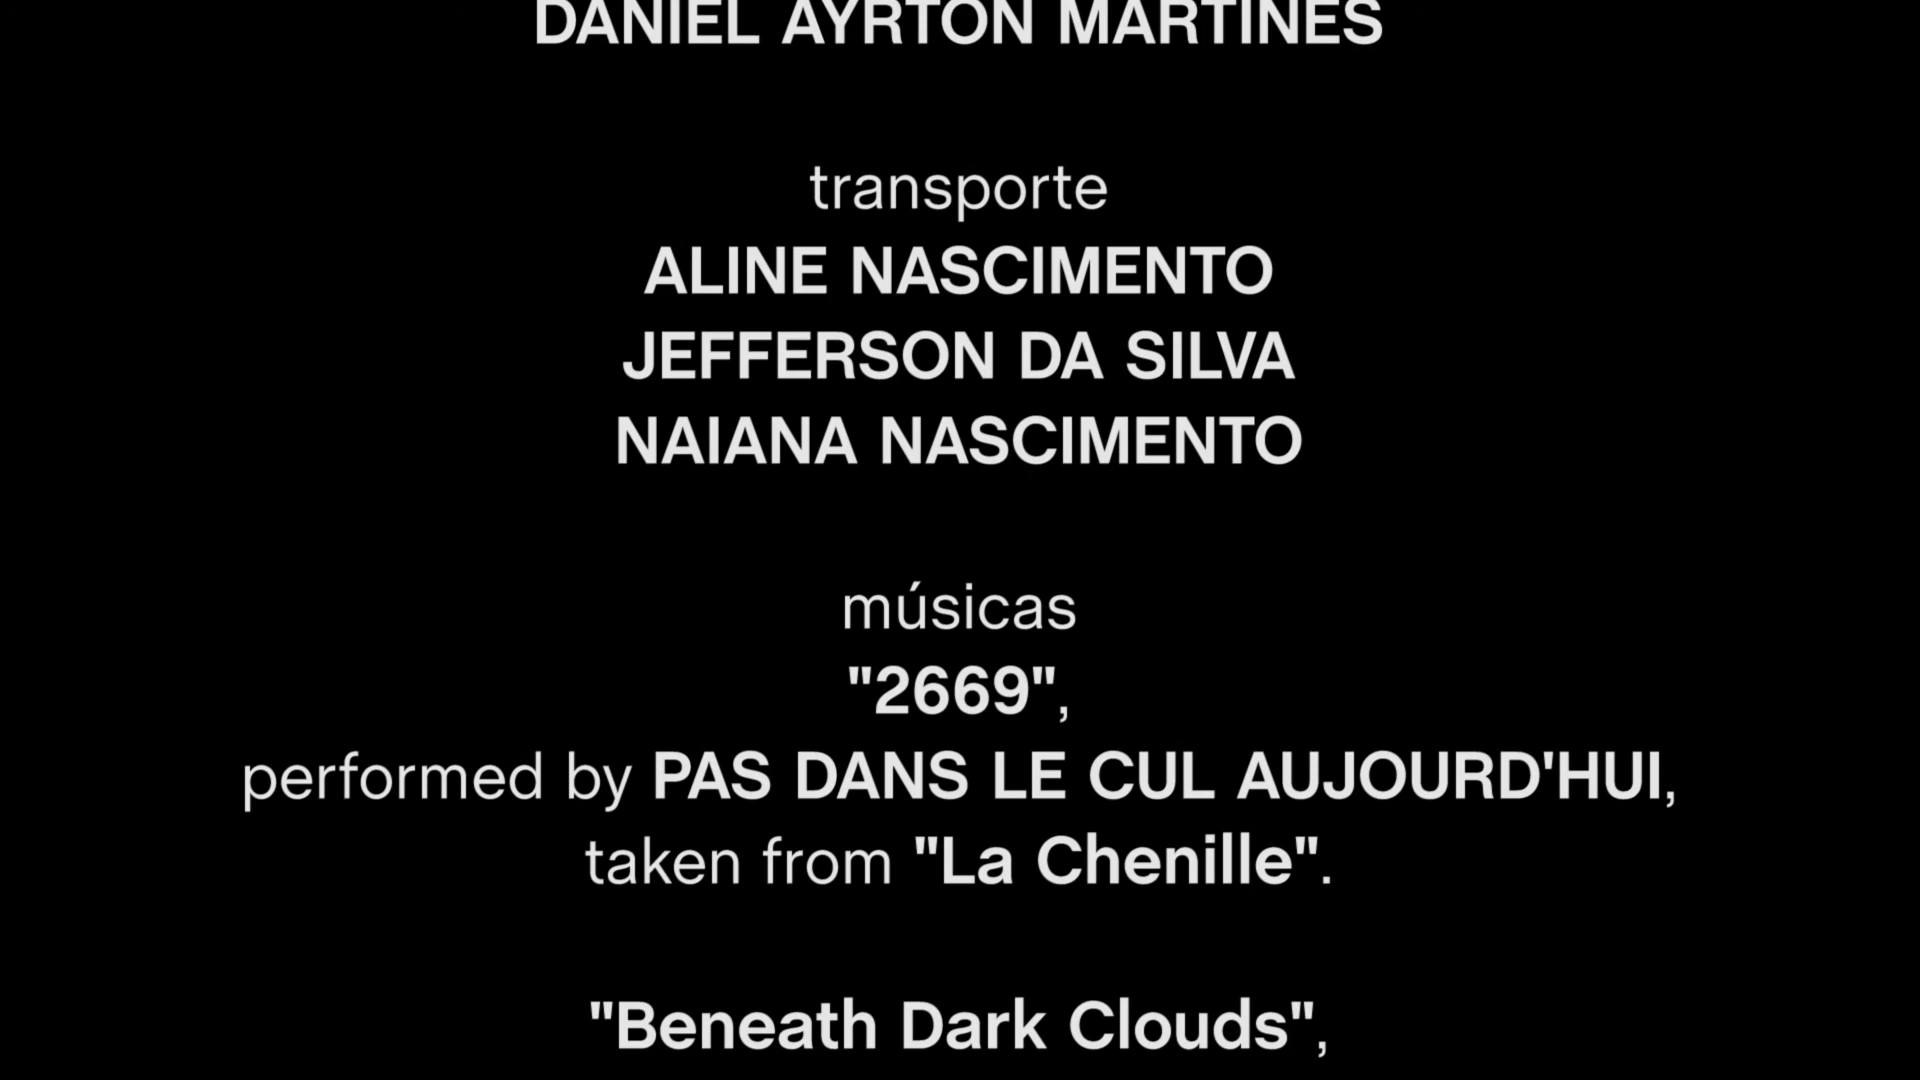 DANIEL AYRTON MARTINES
transporte
ALINE NASCIMENTO
JEFFERSON DA SILVA
NAIANA NASCIMENTO
músicas
"2669",
performed by PAS DANS LE CUL AUJOURD'HUI,
taken from "La Chenille".
"Beneath Dark Clouds",